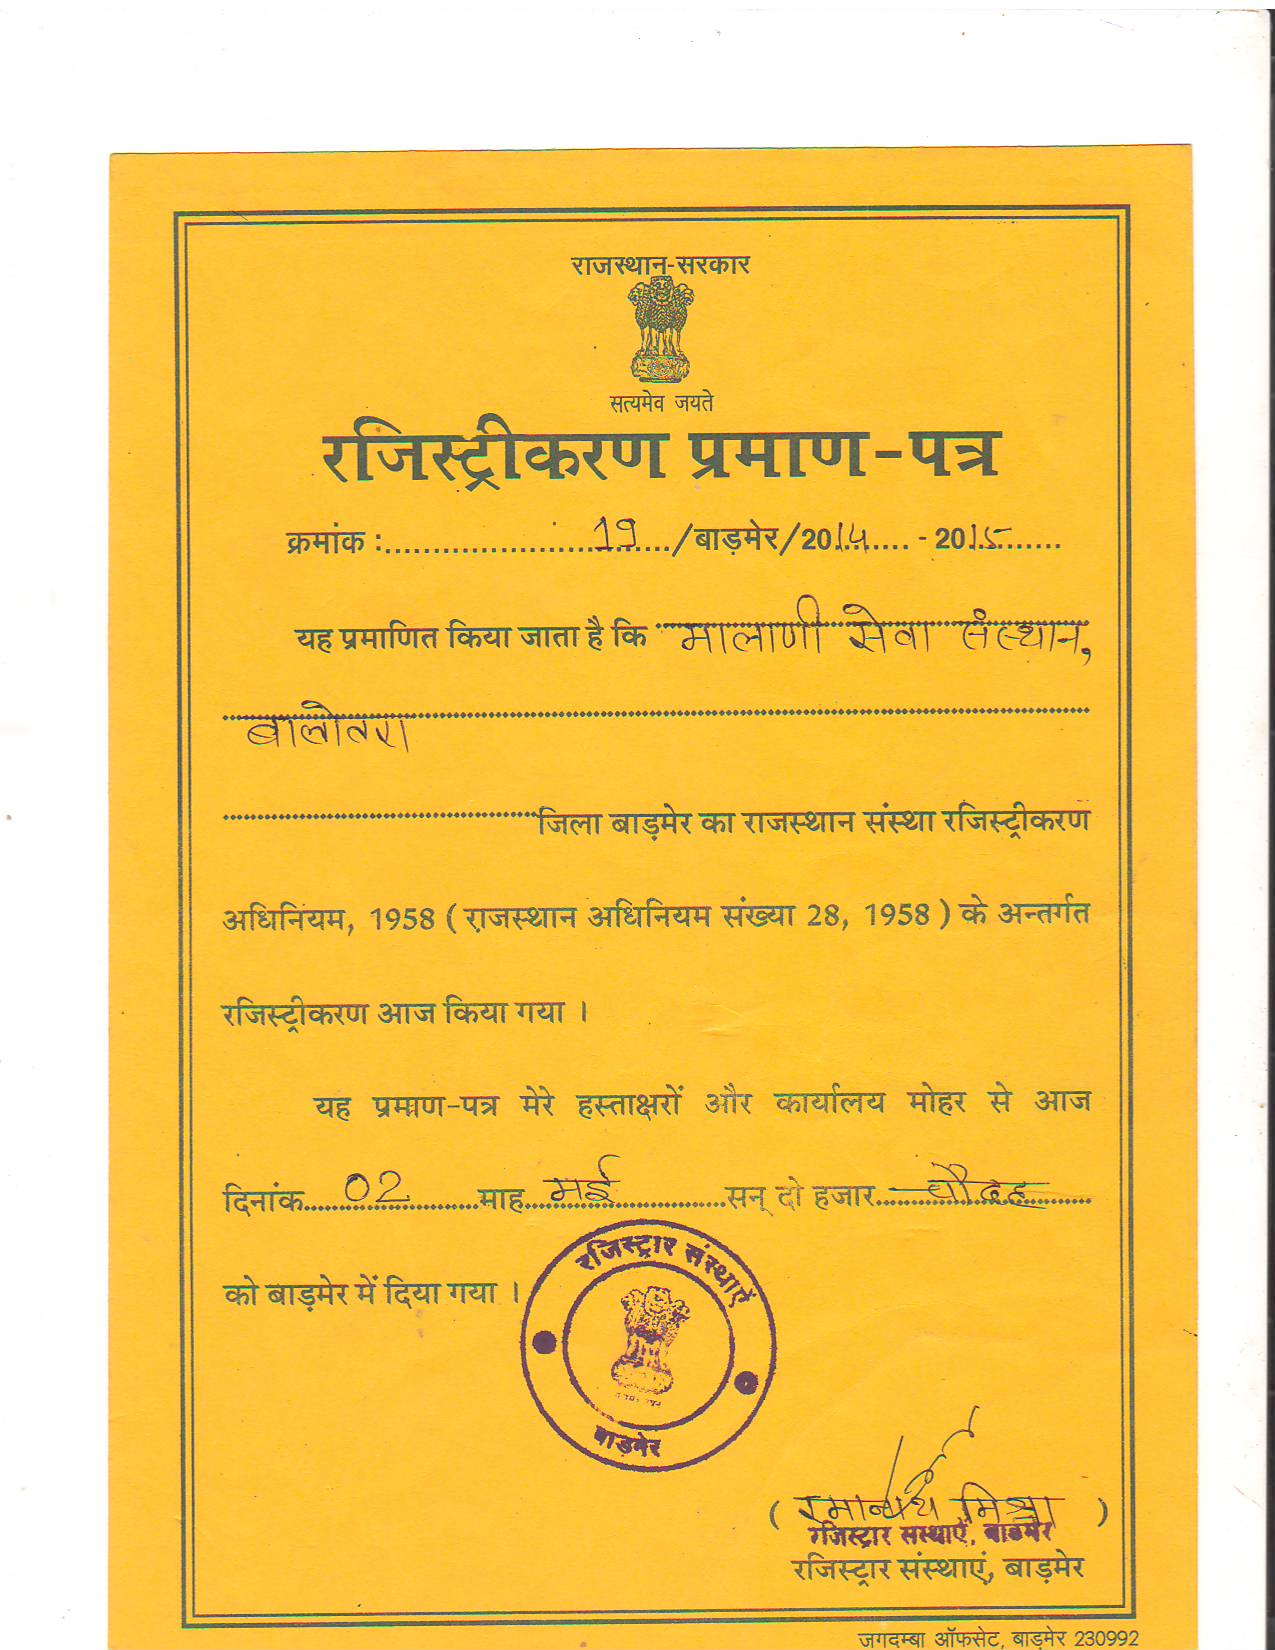 राजस्थान-सरकार
सत्यमेव जयते
रजिस्ट्रीकरण प्रमाण-पत्र
क्रमांक :.............................19..../बाड़मेर/2014........ - 2015..........
यह प्रमाणित किया जाता है कि मालाणी सेवा संस्थान,
बालोतरा
जिला बाड़मेर का राजस्थान संस्था रजिस्ट्रीकरण
अधिनियम, 1958 ( राजस्थान अधिनियम संख्या 28, 1958 ) के अन्तर्गत
रजिस्ट्रीकरण आज किया गया ।
यह प्रमाण-पत्र मेरे हस्ताक्षरों और कार्यालय मोहर से आज
दिनांक....02....माह....मई....सन् दो हजार....चौदह....
को बाड़मेर में दिया गया ।
रजिस्ट्रार संस्थाऐं
बाड़मेर
( रमानाथ मिश्रा )
रजिस्ट्रार संस्थाऐं, बाडमेर
रजिस्ट्रार संस्थाएं, बाड़मेर
जगदम्बा ऑफसेट, बाड़मेर 230992